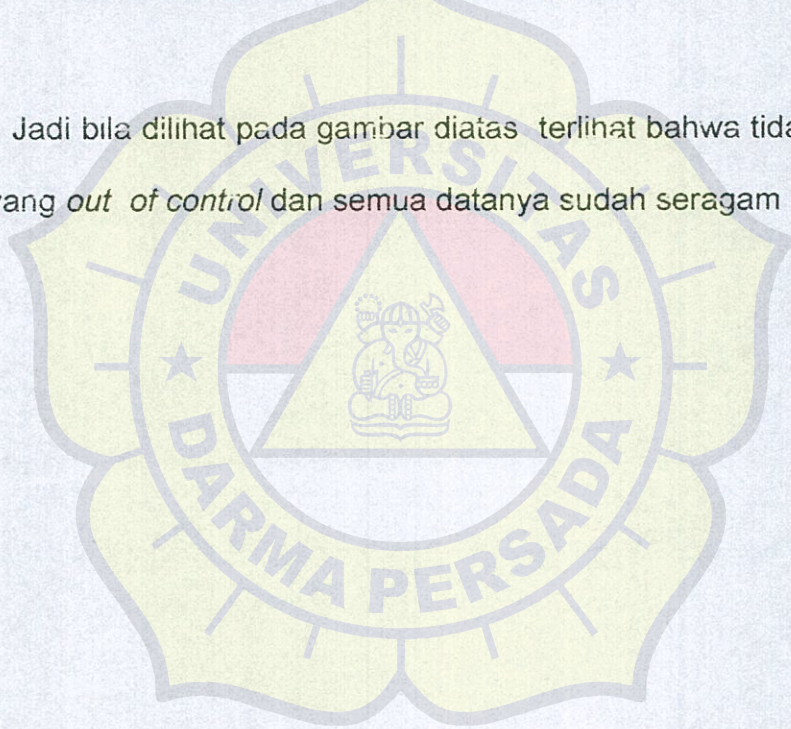 Jadi bila dilihat pada gambar diatas terlihat bahwa
yang out of control dan semua datanya sudah seragam
UNIVERSITAS
DARMA PERSADA